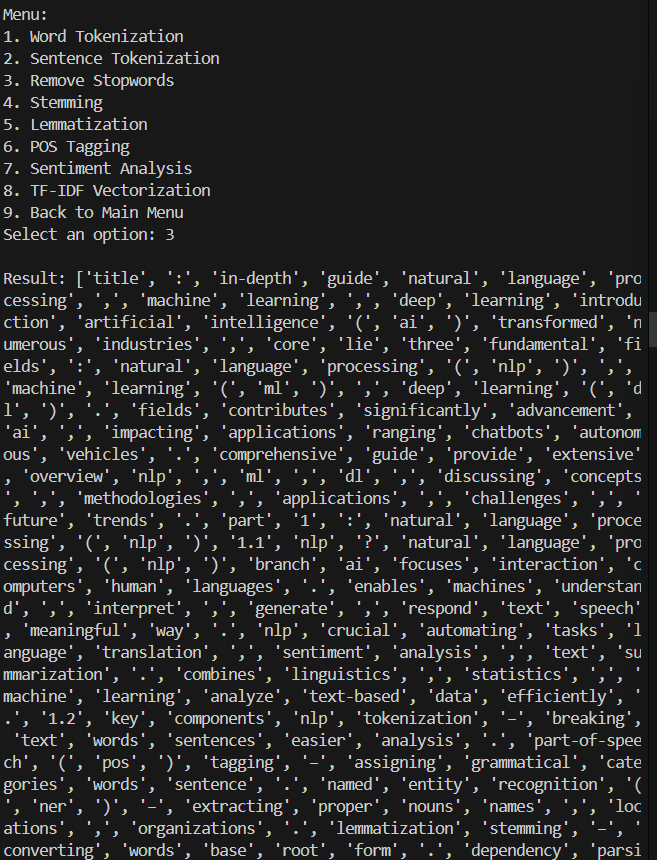 Menu:
1. Word Tokenization
2. Sentence Tokenization
3. Remove Stopwords
4. Stemming
5. Lemmatization
6. POS Tagging
7. Sentiment Analysis
8. TF-IDF Vectorization
9. Back to Main Menu
Select an option: 3
Result: ['title', ':', 'in-depth', 'guide', 'natural', 'language', 'pro
cessing', ',', 'machine', 'learning', ',', 'deep', 'learning', 'introdu
ction', 'artificial', 'intelligence', '(', 'ai', ')', 'transformed', 'n
umerous', 'industries', ',', 'core', 'lie', 'three', 'fundamental', 'fi
elds', ':', 'natural', 'language', 'processing', '(', 'nlp', ')', ',',
'machine', 'learning', '(', 'ml', ')', ',', 'deep', 'learning', '(', 'd
l', ')', '.', 'fields', 'contributes', 'significantly', 'advancement',
'ai', ',', 'impacting', 'applications', 'ranging', 'chatbots', 'autonom
ous', 'vehicles', '.', 'comprehensive', 'guide', 'provide', 'extensive'
, 'overview', 'nlp', ',', 'ml', ',', 'dl', ',', 'discussing', 'concepts
', ',', 'methodologies', ',', 'applications', ',', 'challenges', ',', '
future', 'trends', '.', 'part', '1', ':', 'natural', 'language', 'proce
ssing', '(', 'nlp', ')', '1.1', 'nlp', '?', 'natural', 'language', 'pro
cessing', '(', 'nlp', ')', 'branch', 'ai', 'focuses', 'interaction', 'c
omputers', 'human', 'languages', '.', 'enables', 'machines', 'understan
d', ',', 'interpret', ',', 'generate', ',', 'respond', 'text', 'speech'
, 'meaningful', 'way', '.', 'nlp', 'crucial', 'automating', 'tasks', 'l
anguage', 'translation', ',', 'sentiment', 'analysis', ',', 'text', 'su
mmarization', '.', 'combines', 'linguistics', ',', 'statistics', ',', '
machine', 'learning', 'analyze', 'text-based', 'data', 'efficiently', '
.', '1.2', 'key', 'components', 'nlp', 'tokenization', '–', 'breaking',
'text', 'words', 'sentences', 'easier', 'analysis', '.', 'part-of-spee
ch', '(', 'pos', ')', 'tagging', '–', 'assigning', 'grammatical', 'cate
gories', 'words', 'sentence', '.', 'named', 'entity', 'recognition', '(
', 'ner', ')', '–', 'extracting', 'proper', 'nouns', 'names', ',', 'loc
ations', ',', 'organizations', '.', 'lemmatization', 'stemming', '–', '
converting', 'words', 'base', 'root', 'form', '.', 'dependency', 'parsi